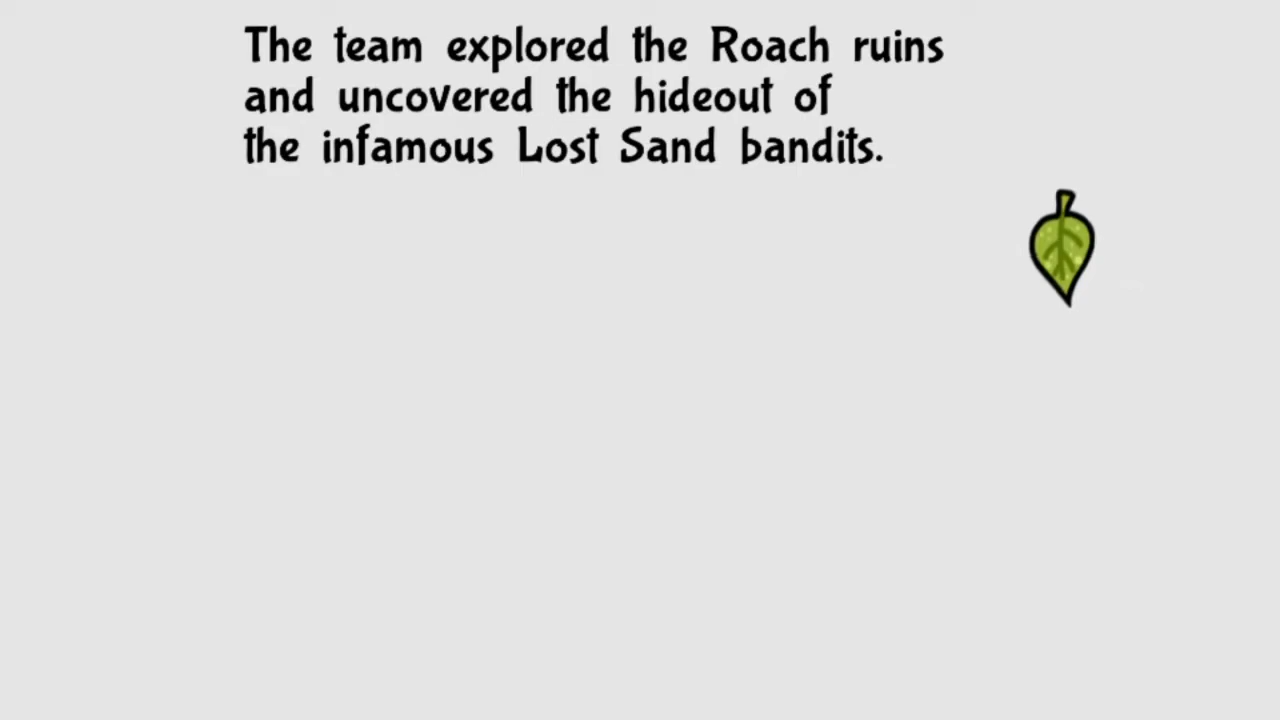 The team explored the Roach ruins
and uncovered the hideout of
the infamous Lost Sand bandits.